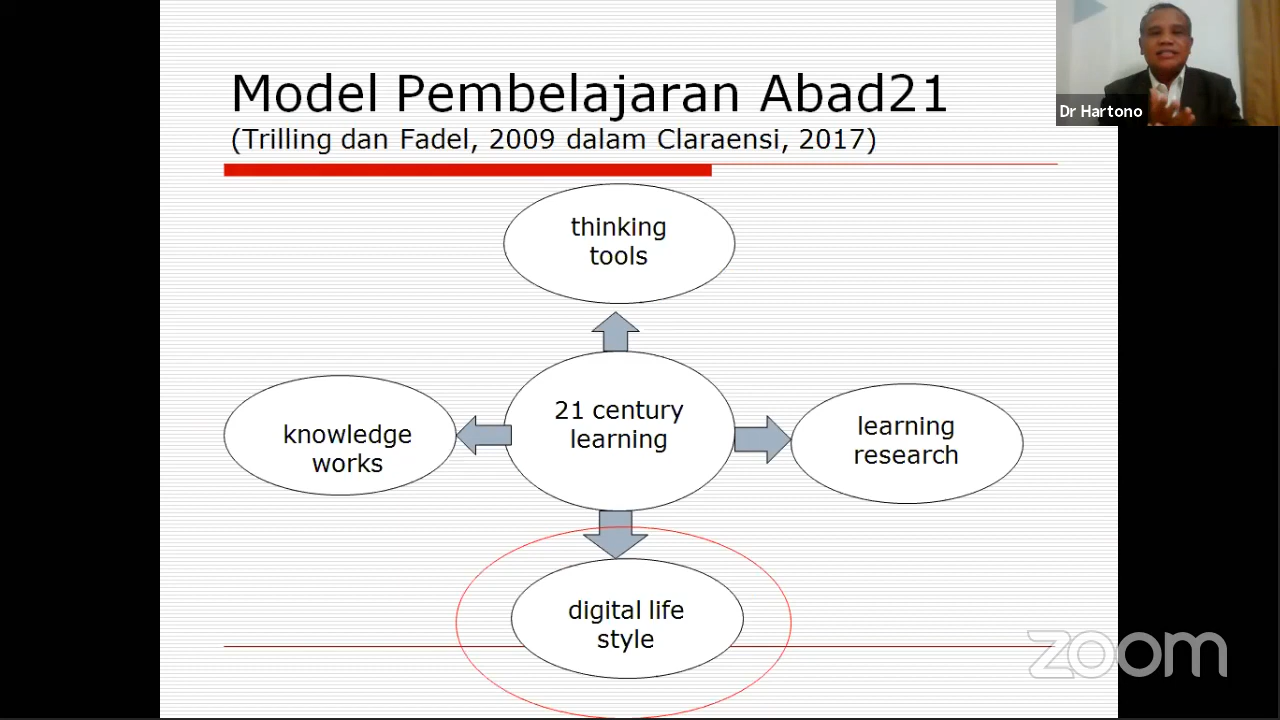 Model Pembelajaran Abad21
(Trilling dan Fadel, 2009 dalam Claraensi, 2017)
Dr Hartono
thinking
tools
knowledge
works
21 century
learning
learning
research
digital life
style
zoom